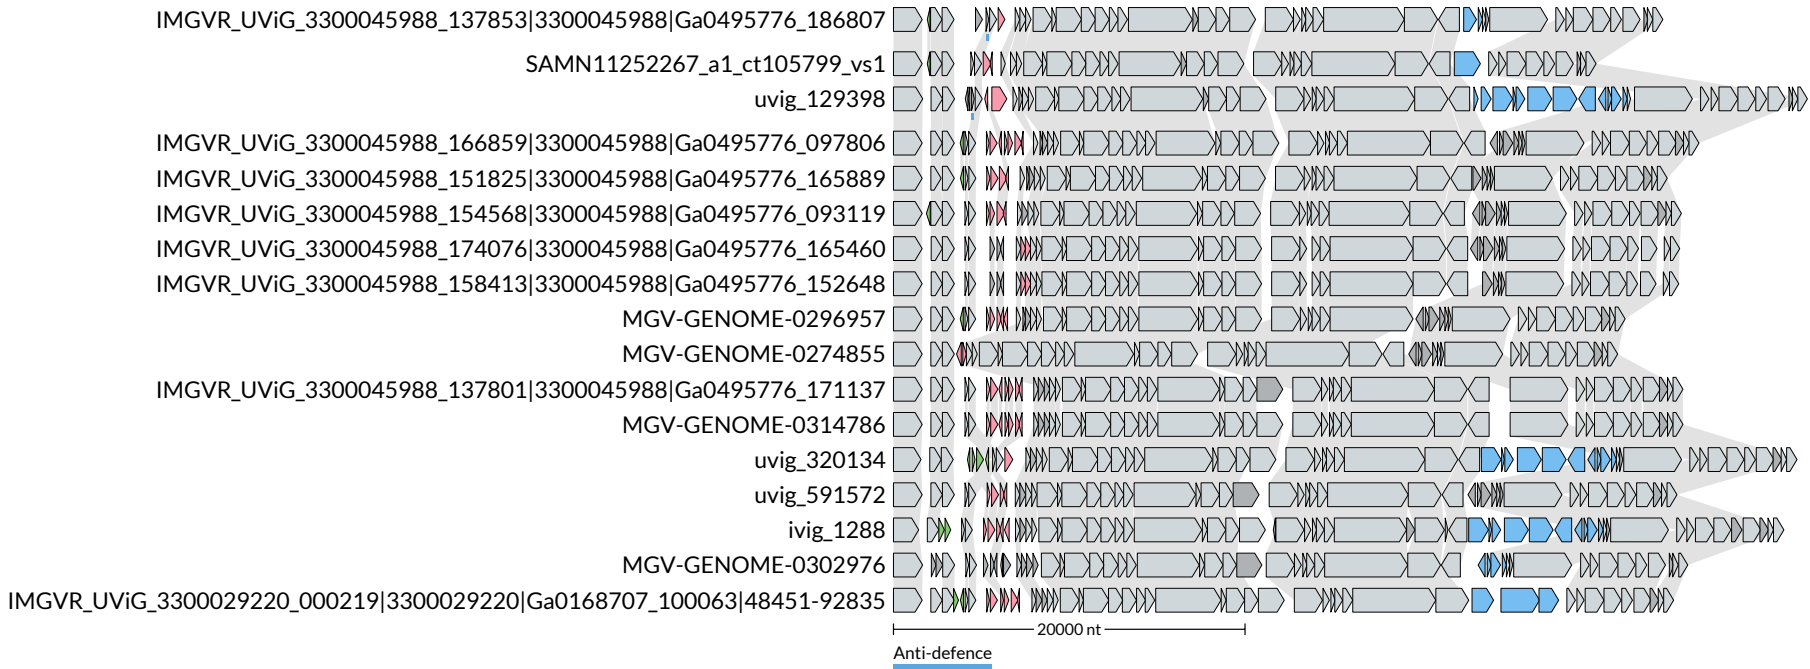 IMGVR_UViG_3300045988_137853|3300045988|Ga0495776_186807
SAMN11252267_a1_ct105799_vs1
uvig_129398
IMGVR_UViG_3300045988_166859|3300045988|Ga0495776_097806
IMGVR_UViG_3300045988_151825|3300045988|Ga0495776_165889
IMGVR_UViG_3300045988_154568|3300045988|Ga0495776_093119
IMGVR_UViG_3300045988_174076|3300045988|Ga0495776_165460
IMGVR_UViG_3300045988_158413|3300045988|Ga0495776_152648
MGV-GENOME-0296957
MGV-GENOME-0274855
IMGVR_UViG_3300045988_137801|3300045988|Ga0495776_171137
MGV-GENOME-0314786
uvig_320134
uvig_591572
ivig_1288
MGV-GENOME-0302976
IMGVR_UViG_3300029220_000219|3300029220|Ga0168707_100063|48451-92835
20000 nt
Anti-defence